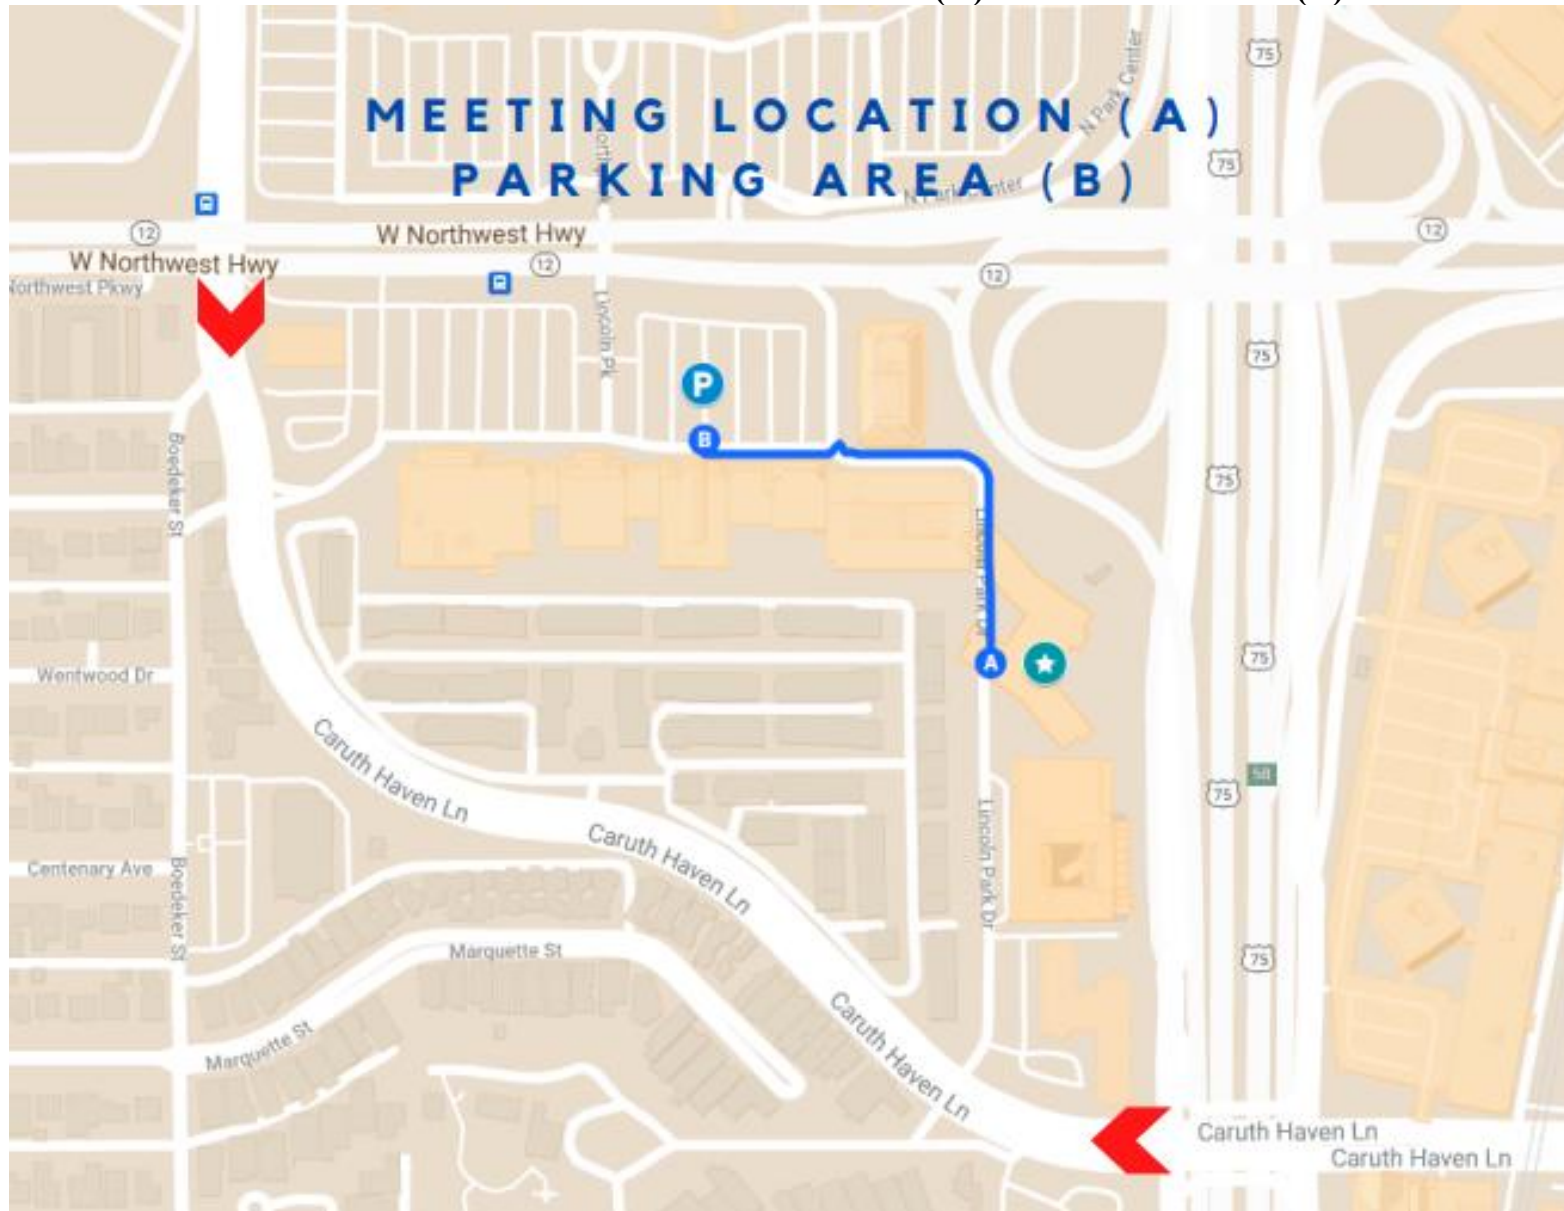 75
N Park Center
MEETING LOCATION (A)
75
PARKING AREA (B)
N Park Center
12
W Northwest Hwy
12
W Northwest Hwy
12
12
Northwest Pkwy
Lincoln Pk
75
P
B
Boedeker St
75
Lincoln Park Dr
A
75
Wentwood Dr
Caruth Haven Ln
75
Lincoln Park Dr
Caruth Haven Ln
Centenary Ave
Boedeker St
Marquette St
75
Caruth Haven Ln
Marquette St
Caruth Haven Ln
Caruth Haven Ln